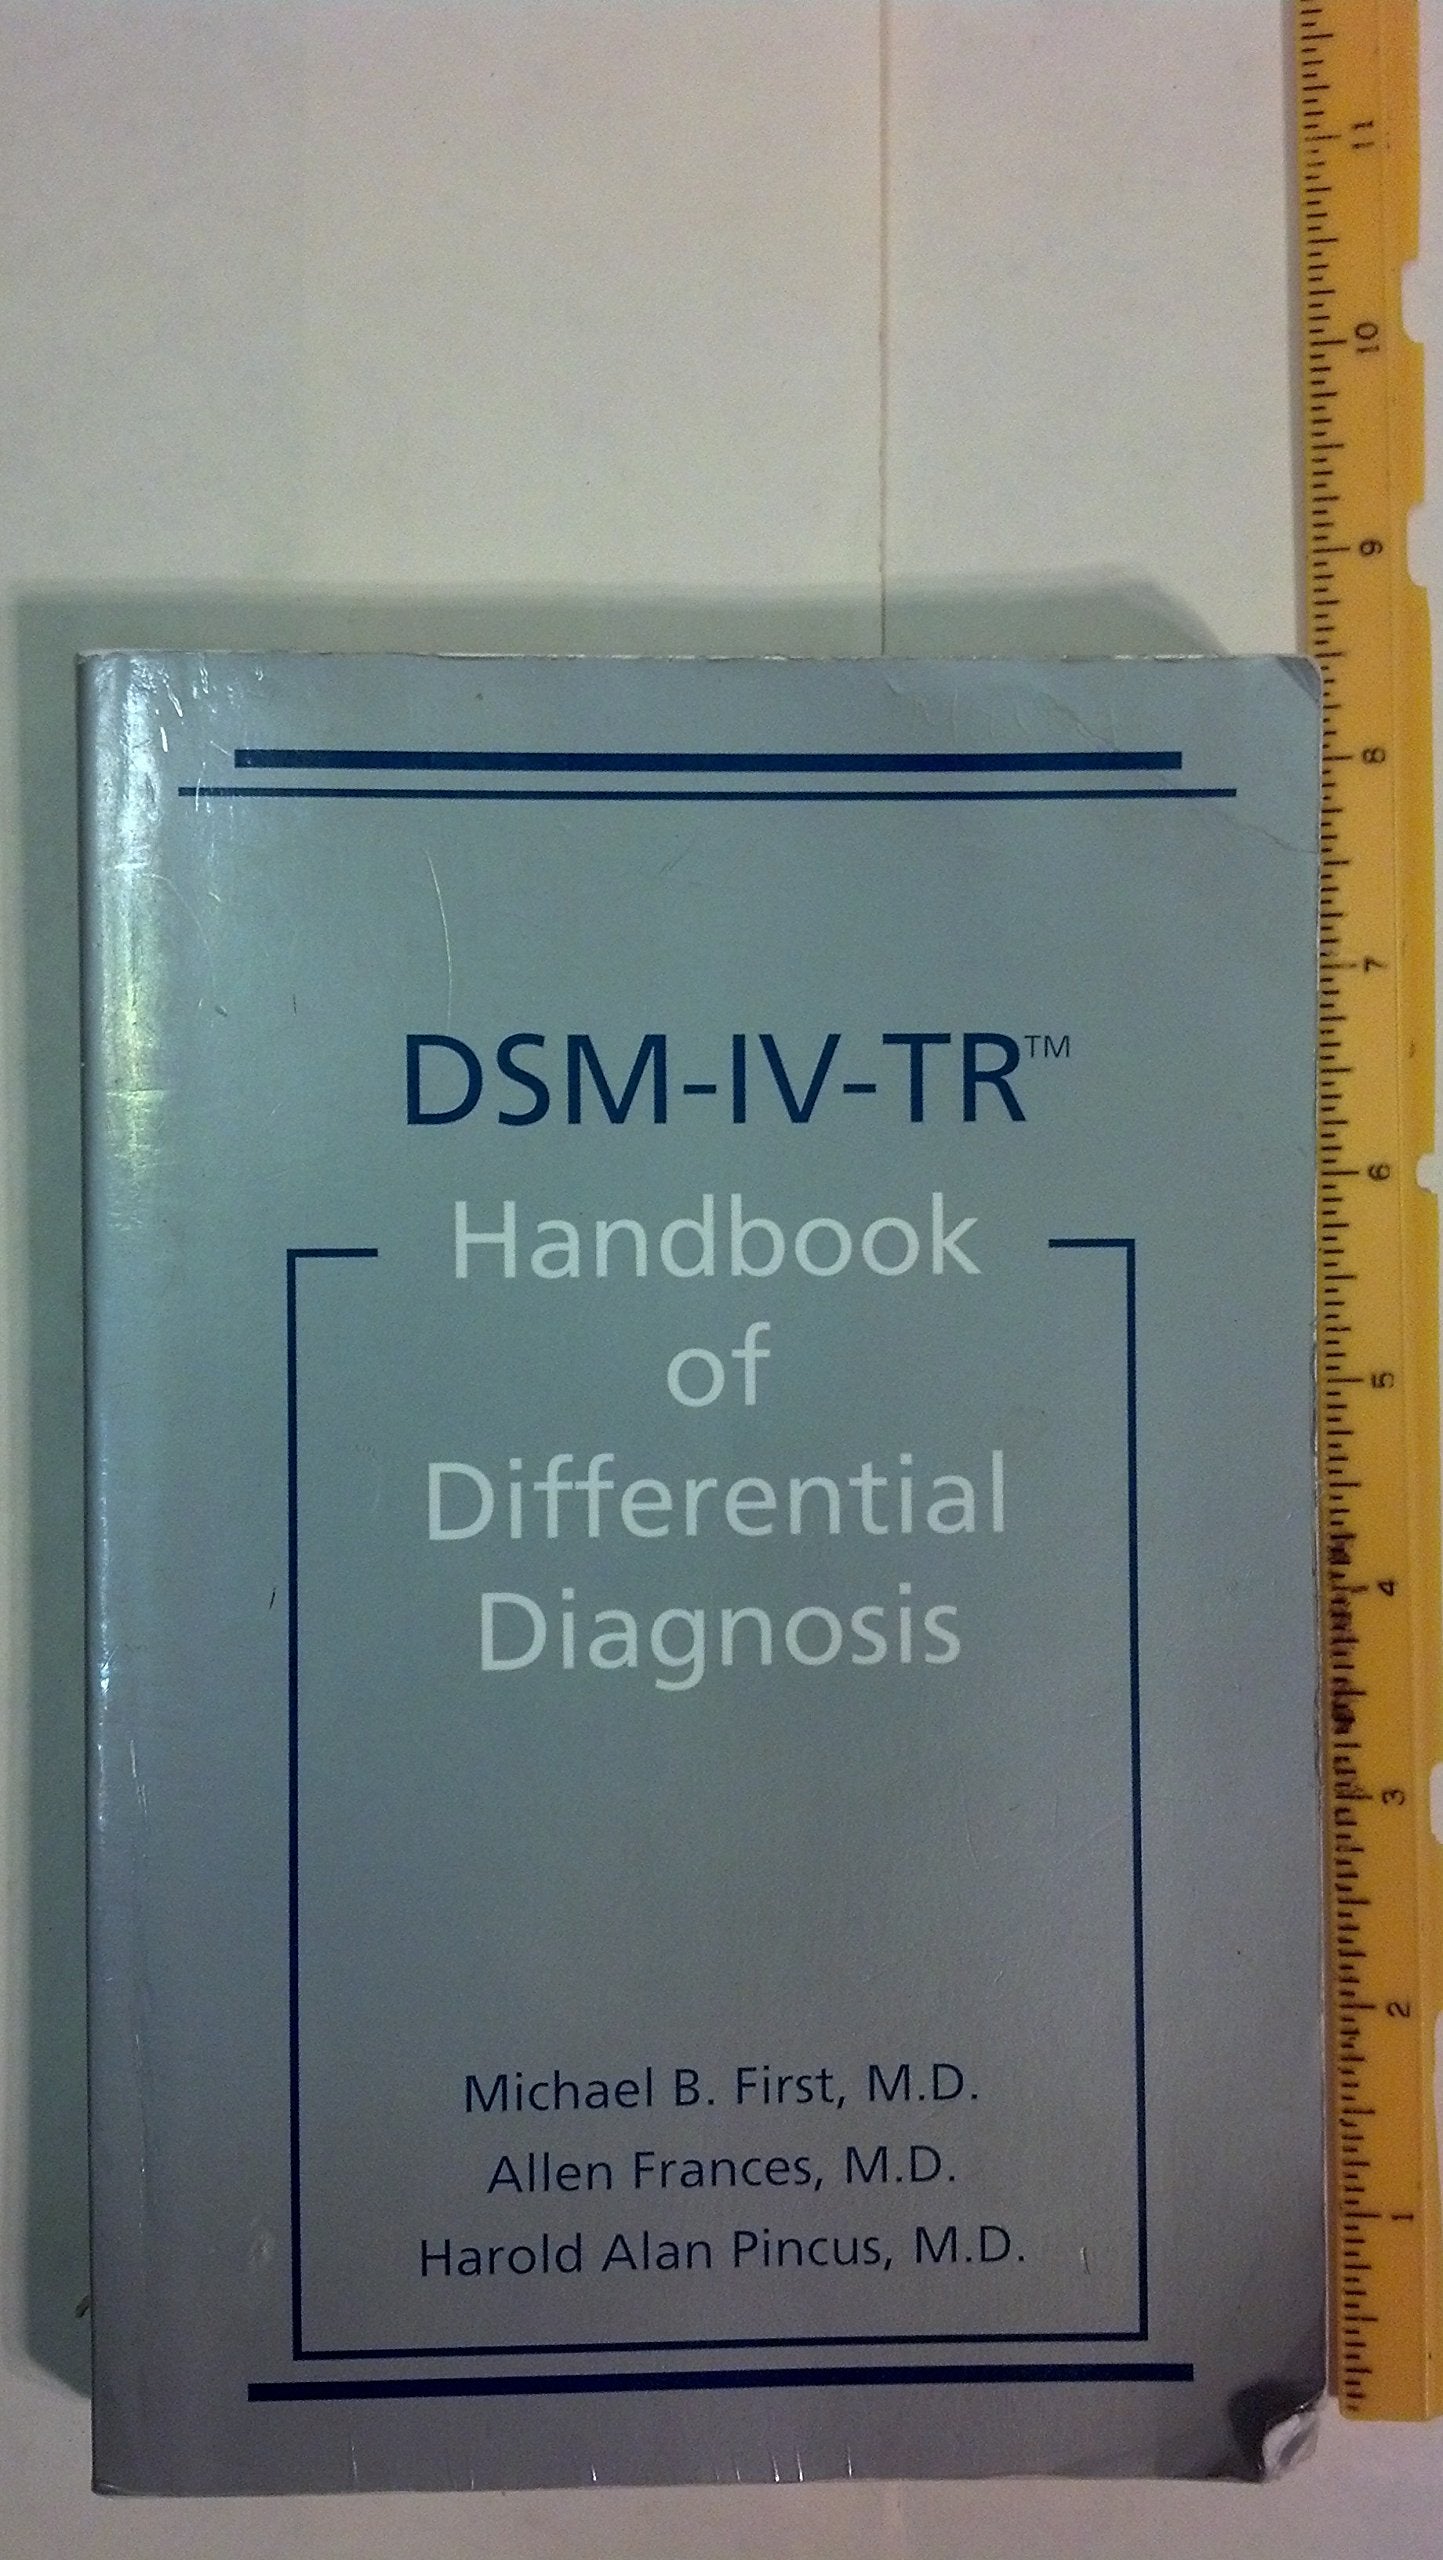 DSM-IV-TR™
Handbook
of
Differential
Diagnosis
Michael B. First, M.D.
Allen Frances, M.D.
Harold Alan Pincus, M.D.
11
10
9
8
7
6
5
4
3
2
1